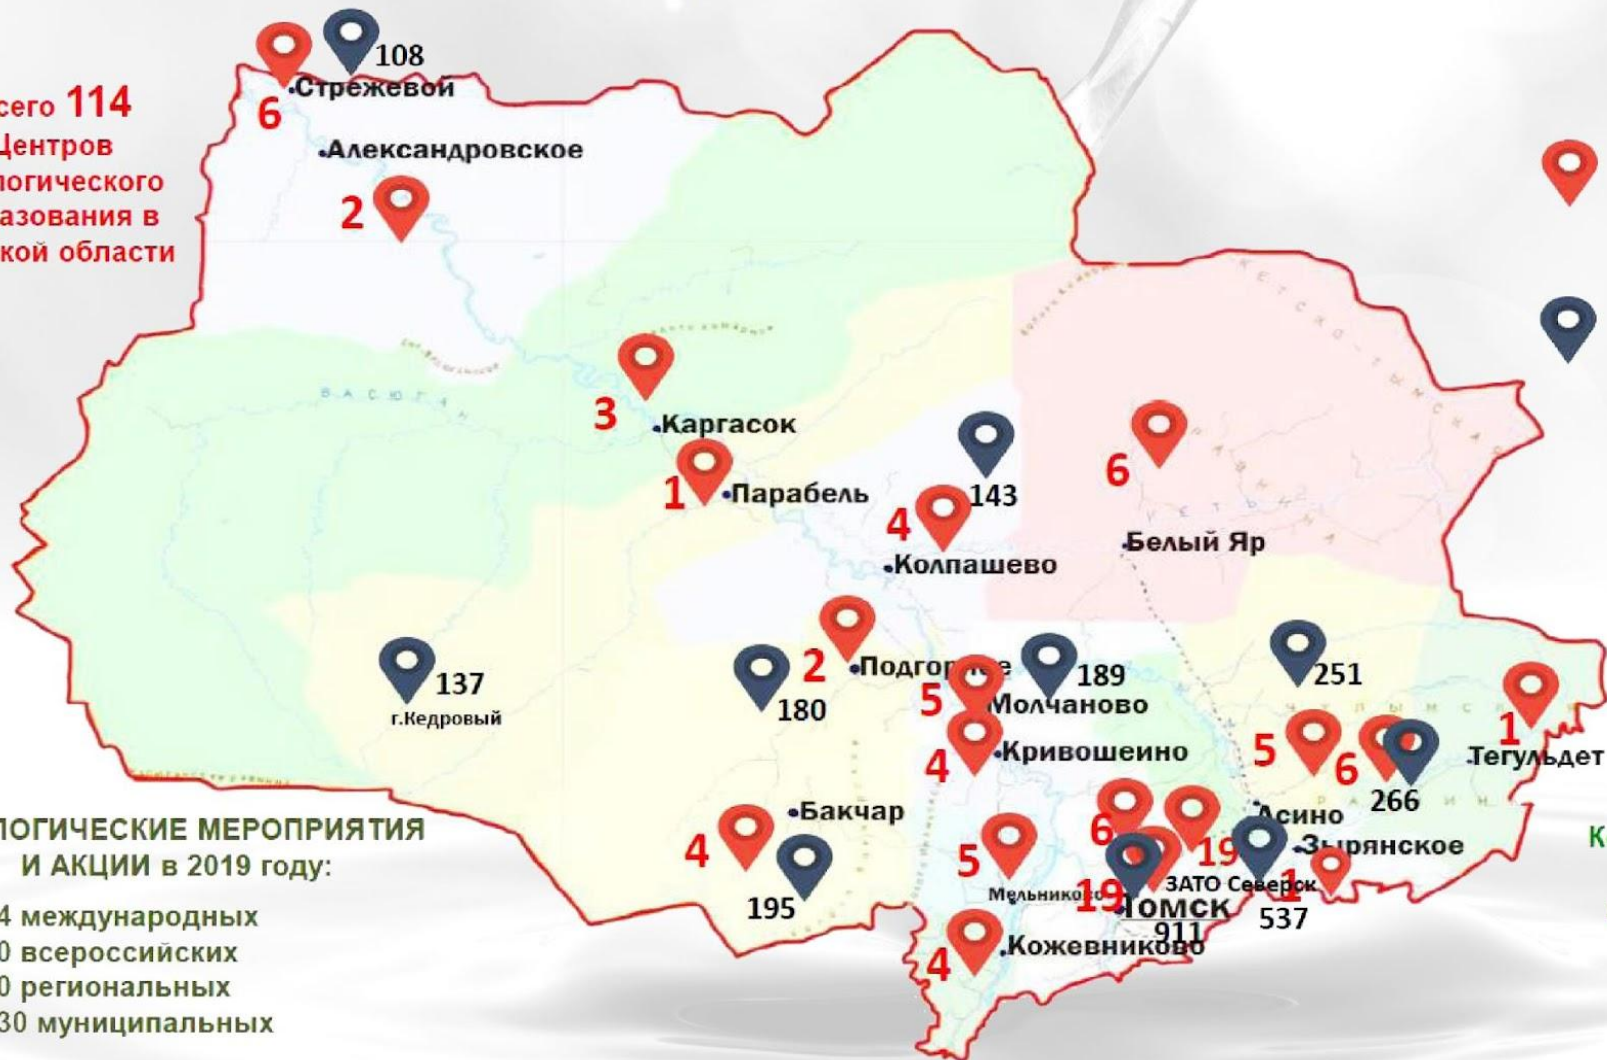 108
Стрежевой
6
сего 114
Центров
логического
азования в
кой области
Александровское
2
3
Каргасок
ВАСЮГАН
1
Парабель
143
4
Колпашево
6
Белый Яр
137
г.Кедровый
180
2
Подгорное
5
189
Молчаново
4
Кривошеино
251
5
6
266
1
Тегульдет
Бакчар
4
195
5
Мельниково
6
19
19
Томск
911
ЗАТО Северск
Асино
Зырянское
1
537
4
Кожевниково
К
ЛОГИЧЕСКИЕ МЕРОПРИЯТИЯ
И АКЦИИ в 2019 году:
4 международных
0 всероссийских
0 региональных
30 муниципальных